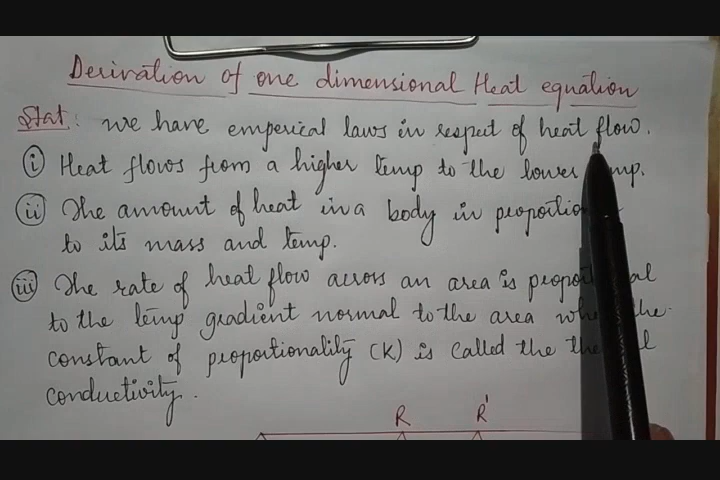 Derivation of one dimensional Heat equation
Stat: we have emperical laws in respect of heat flow.
(i) Heat flows from a higher temp to the lower
(ii) The amount of heat in a body in
to its mass and temp.
(iii) The rate of heat flow across an area is
to the temp gradient normal to the area
constant of proportionality (K) is called the
conductivity.
R R'